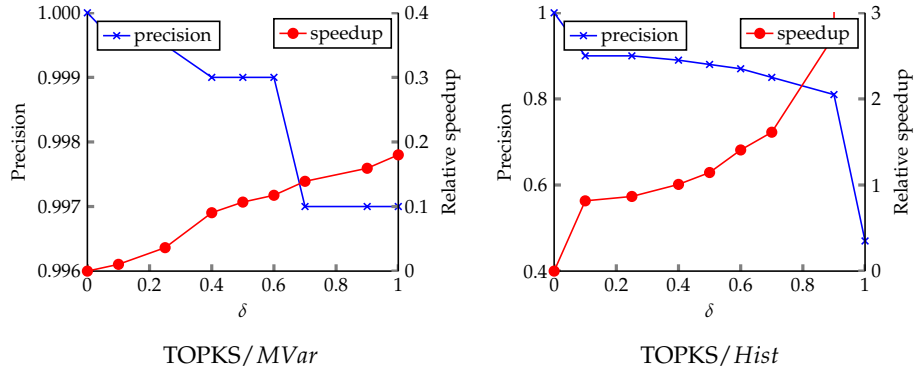 1.000
0.999
0.998
0.997
0.996
Precision
0.4
0.3
0.2
0.1
0
Relative speedup
precision
speedup
0 0.2 0.4 0.6 0.8 1
δ
TOPKS/MVar
1
0.8
0.6
0.4
Precision
3
2
1
0
Relative speedup
precision
speedup
0 0.2 0.4 0.6 0.8 1
δ
TOPKS/Hist